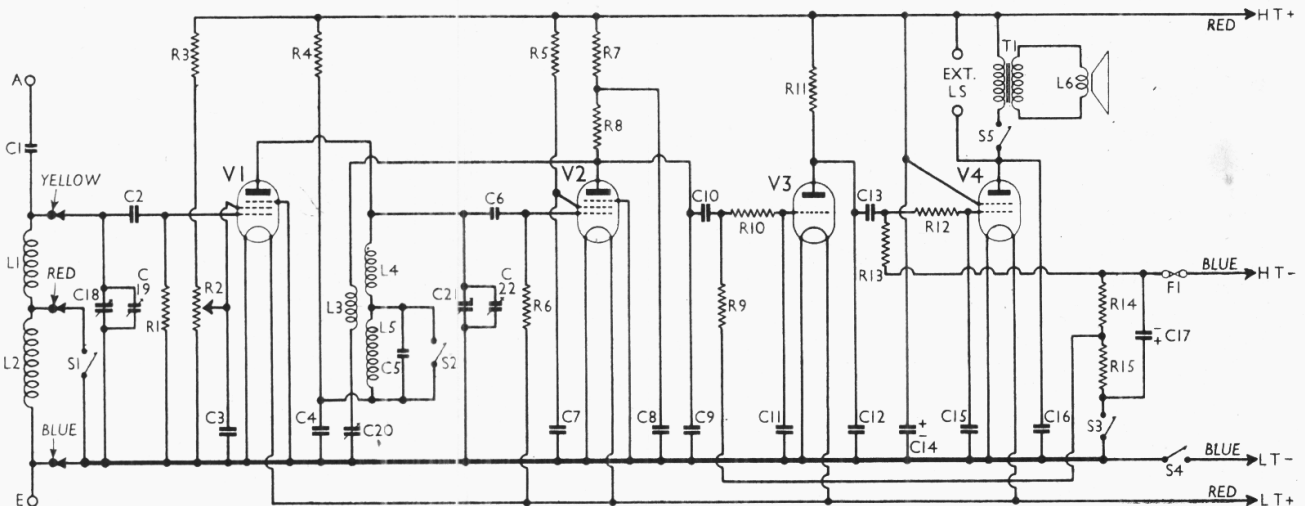 HT+
RED
R3
R4
R5
R7
T1
A
EXT.
LS
L6
R11
C1
R8
S5
YELLOW
V1
V2
V3
V4
C2
C6
C10
C13
R10
R12
L1
RED
C18
C
19
R1
R2
L4
L3
C21
C
22
R6
R9
R13
BLUE
HT-
F1
R14
L2
S1
L5
C5
S2
C17
R15
-
+
BLUE
C3
C4
C20
C7
C8
C9
C11
C12
+
-
C14
C15
C16
S3
S4
BLUE
LT-
E
RED
LT+